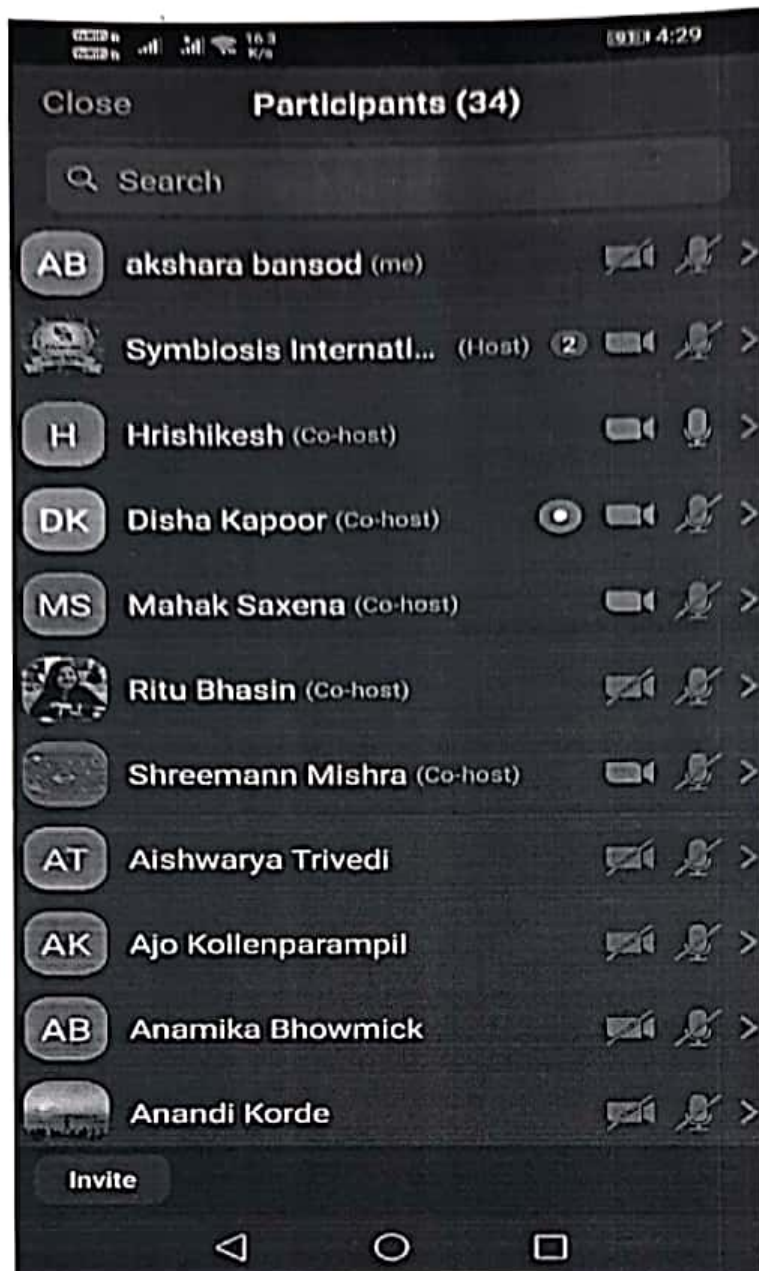 16.3
K/s
4:29
Close
Participants (34)
Search
AB akshara bansod (me)
Symbiosis Internati... (Host) 2
H Hrishikesh (Co-host)
DK Disha Kapoor (Co-host)
MS Mahak Saxena (Co-host)
Ritu Bhasin (Co-host)
Shreemann Mishra (Co-host)
AT Aishwarya Trivedi
AK Ajo Kollenparampil
AB Anamika Bhowmick
Anandi Korde
Invite